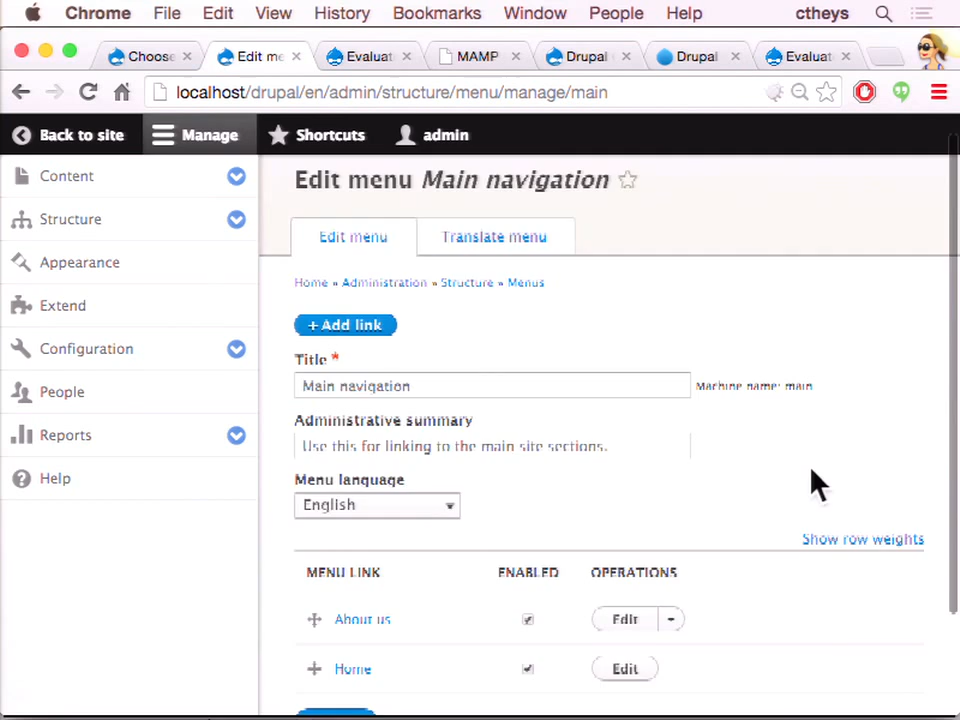 Chrome File Edit View History Bookmarks Window People Help ctheys
Choose Edit me Evaluat MAMP Drupal Drupal Evaluat
localhost/drupal/en/admin/structure/menu/manage/main
Back to site Manage Shortcuts admin
Content
Structure
Appearance
Extend
Configuration
People
Reports
Help
Edit menu Main navigation
Edit menu Translate menu
Home » Administration » Structure » Menus
+ Add link
Title *
Main navigation Machine name: main
Administrative summary
Use this for linking to the main site sections.
Menu language
English
Show row weights
MENU LINK ENABLED OPERATIONS
About us Edit
Home Edit